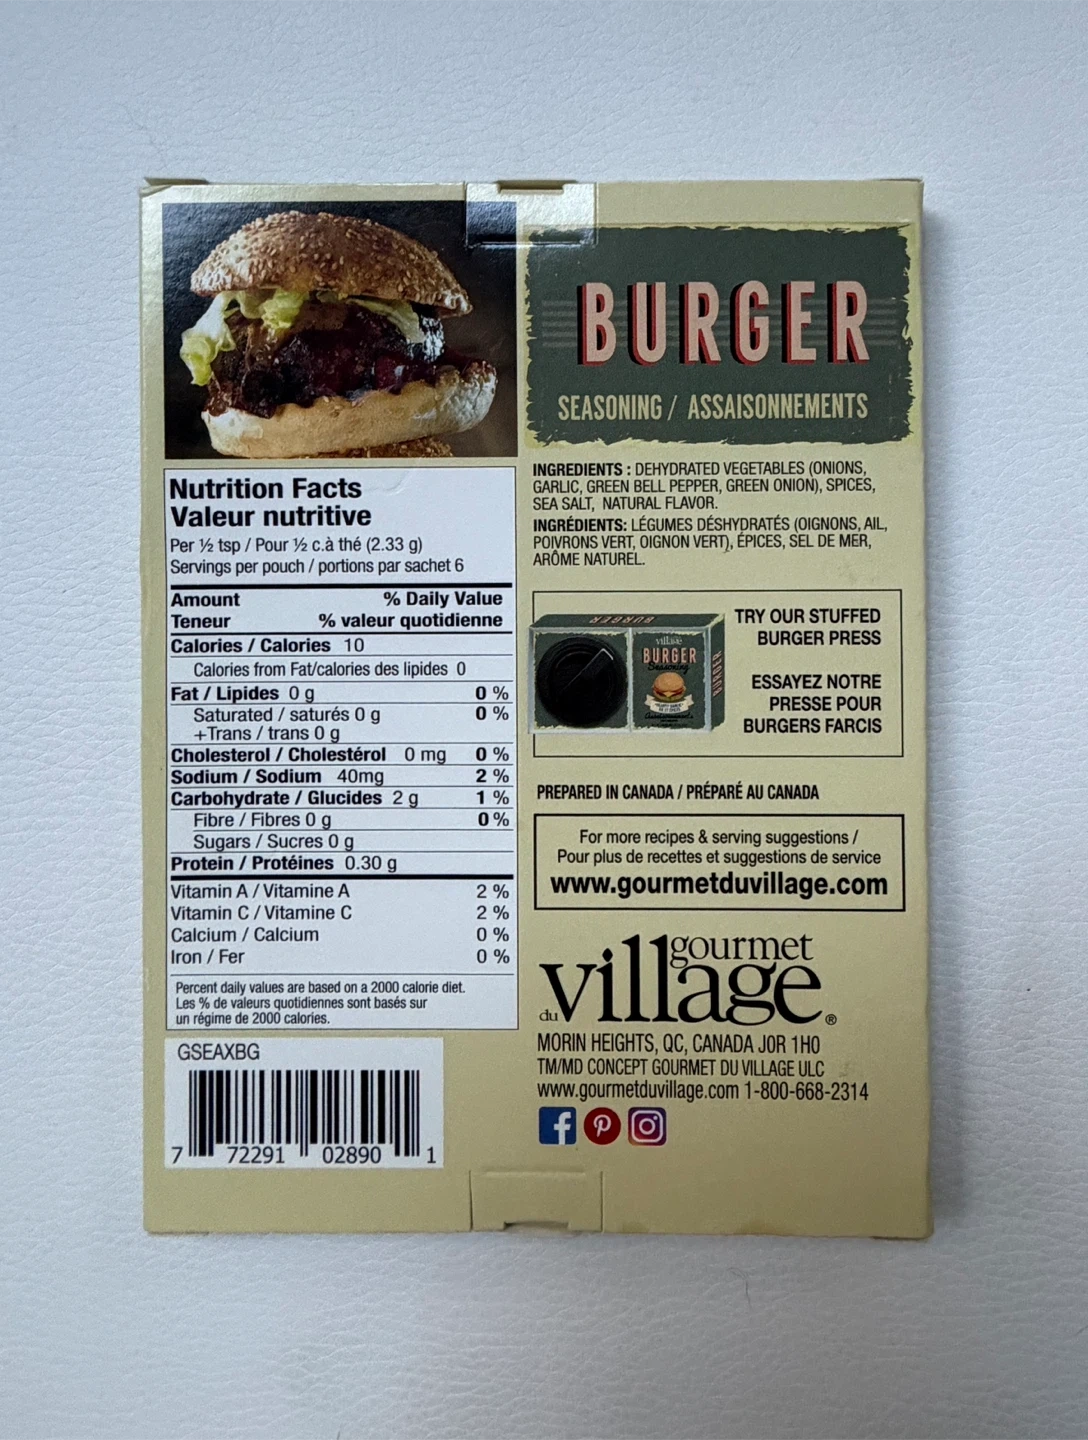 BURGER
SEASONING / ASSAISONNEMENTS
Nutrition Facts
Valeur nutritive
Per ½ tsp / Pour ½ c.à thé (2.33 g)
Servings per pouch / portions par sachet 6
Amount % Daily Value
Teneur % valeur quotidienne
Calories / Calories 10
Calories from Fat/calories des lipides 0
Fat / Lipides 0 g 0 %
Saturated / saturés 0 g 0 %
+Trans / trans 0 g
Cholesterol / Cholestérol 0 mg 0 %
Sodium / Sodium 40mg 2 %
Carbohydrate / Glucides 2 g 1 %
Fibre / Fibres 0 g 0 %
Sugars / Sucres 0 g
Protein / Protéines 0.30 g
Vitamin A / Vitamine A 2 %
Vitamin C / Vitamine C 2 %
Calcium / Calcium 0 %
Iron / Fer 0 %
Percent daily values are based on a 2000 calorie diet.
Les % de valeurs quotidiennes sont basés sur
un régime de 2000 calories.
GSEAXBG
7 72291 02890 1
INGREDIENTS : DEHYDRATED VEGETABLES (ONIONS,
GARLIC, GREEN BELL PEPPER, GREEN ONION), SPICES,
SEA SALT, NATURAL FLAVOR.
INGRÉDIENTS: LÉGUMES DÉSHYDRATÉS (OIGNONS, AIL,
POIVRONS VERT, OIGNON VERT), ÉPICES, SEL DE MER,
ARÔME NATUREL.
BURGER
village
BURGER
Seasoning
BURGER
TRY OUR STUFFED
BURGER PRESS
ESSAYEZ NOTRE
PRESSE POUR
BURGERS FARCIS
PREPARED IN CANADA / PRÉPARÉ AU CANADA
For more recipes & serving suggestions /
Pour plus de recettes et suggestions de service
www.gourmetduvillage.com
gourmet
du village ®
MORIN HEIGHTS, QC, CANADA J0R 1H0
TM/MD CONCEPT GOURMET DU VILLAGE ULC
www.gourmetduvillage.com 1-800-668-2314